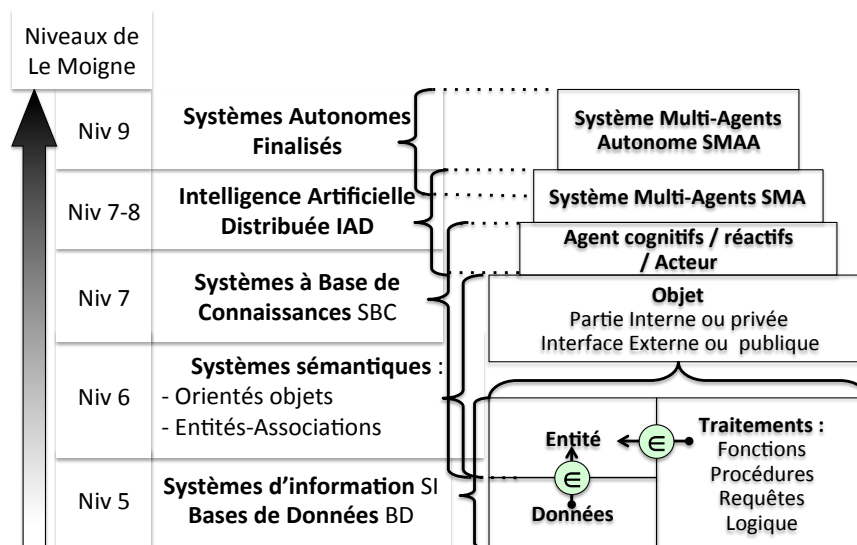 Niveaux de
Le Moigne
Niv 9
Systèmes Autonomes
Finalisés
Système Multi-Agents
Autonome SMAA
Niv 7-8
Intelligence Artificielle
Distribuée IAD
Système Multi-Agents SMA
Agent cognitifs / réactifs
/ Acteur
Niv 7
Systèmes à Base de
Connaissances SBC
Objet
Partie Interne ou privée
Interface Externe ou publique
Niv 6
Systèmes sémantiques :
- Orientés objets
- Entités-Associations
Entité
∈
∈
Données
Traitements :
Fonctions
Procédures
Requêtes
Logique
Niv 5
Systèmes d'information SI
Bases de Données BD